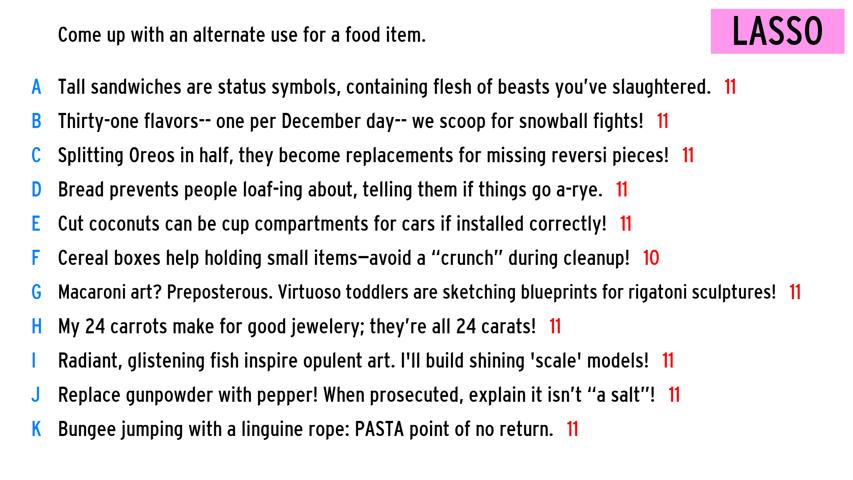 Come up with an alternate use for a food item.
LASSO
A Tall sandwiches are status symbols, containing flesh of beasts you've slaughtered. 11
B Thirty-one flavors-- one per December day-- we scoop for snowball fights! 11
C Splitting Oreos in half, they become replacements for missing reversi pieces! 11
D Bread prevents people loaf-ing about, telling them if things go a-rye. 11
E Cut coconuts can be cup compartments for cars if installed correctly! 11
F Cereal boxes help holding small items—avoid a “crunch” during cleanup! 10
G Macaroni art? Preposterous. Virtuoso toddlers are sketching blueprints for rigatoni sculptures! 11
H My 24 carrots make for good jewelery; they're all 24 carats! 11
I Radiant, glistening fish inspire opulent art. I'll build shining 'scale' models! 11
J Replace gunpowder with pepper! When prosecuted, explain it isn't “a salt”! 11
K Bungee jumping with a linguine rope: PASTA point of no return. 11